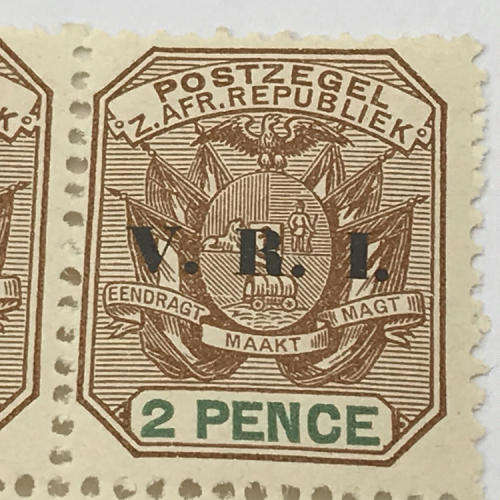 POSTZEGEL
Z. AFR. REPUBLIEK
V. R. I.
EENDRAGT
MAAKT
MAGT
2 PENCE
K